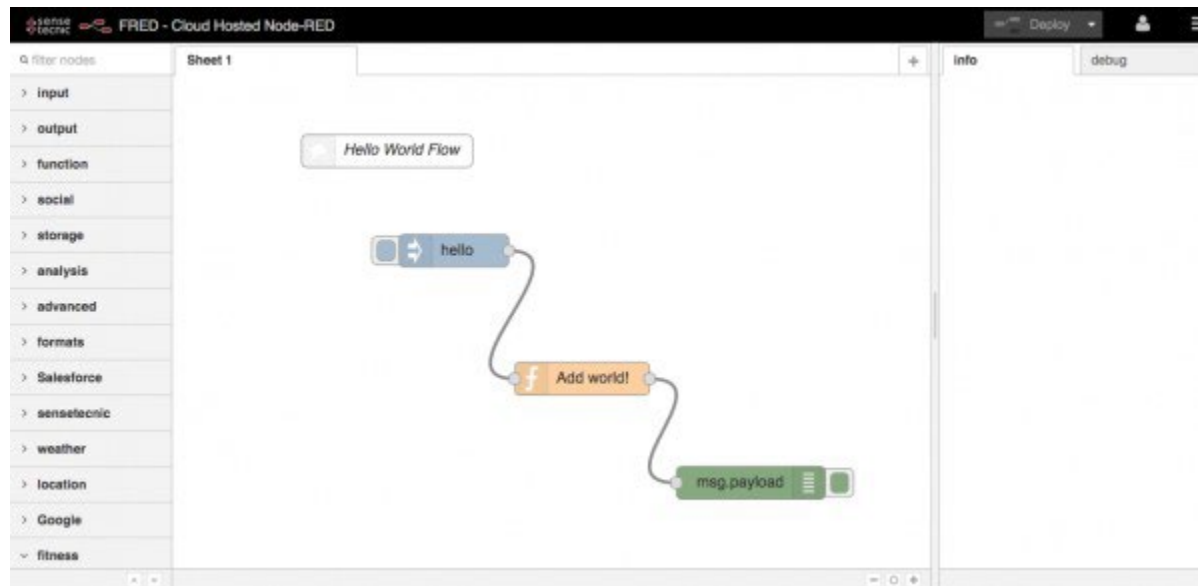 sense tecnic FRED - Cloud Hosted Node-RED
Deploy
filter nodes
Sheet 1
+
info
debug
input
output
function
social
storage
analysis
advanced
formats
Salesforce
sensetecnic
weather
location
Google
fitness
Hello World Flow
hello
Add world!
msg.payload